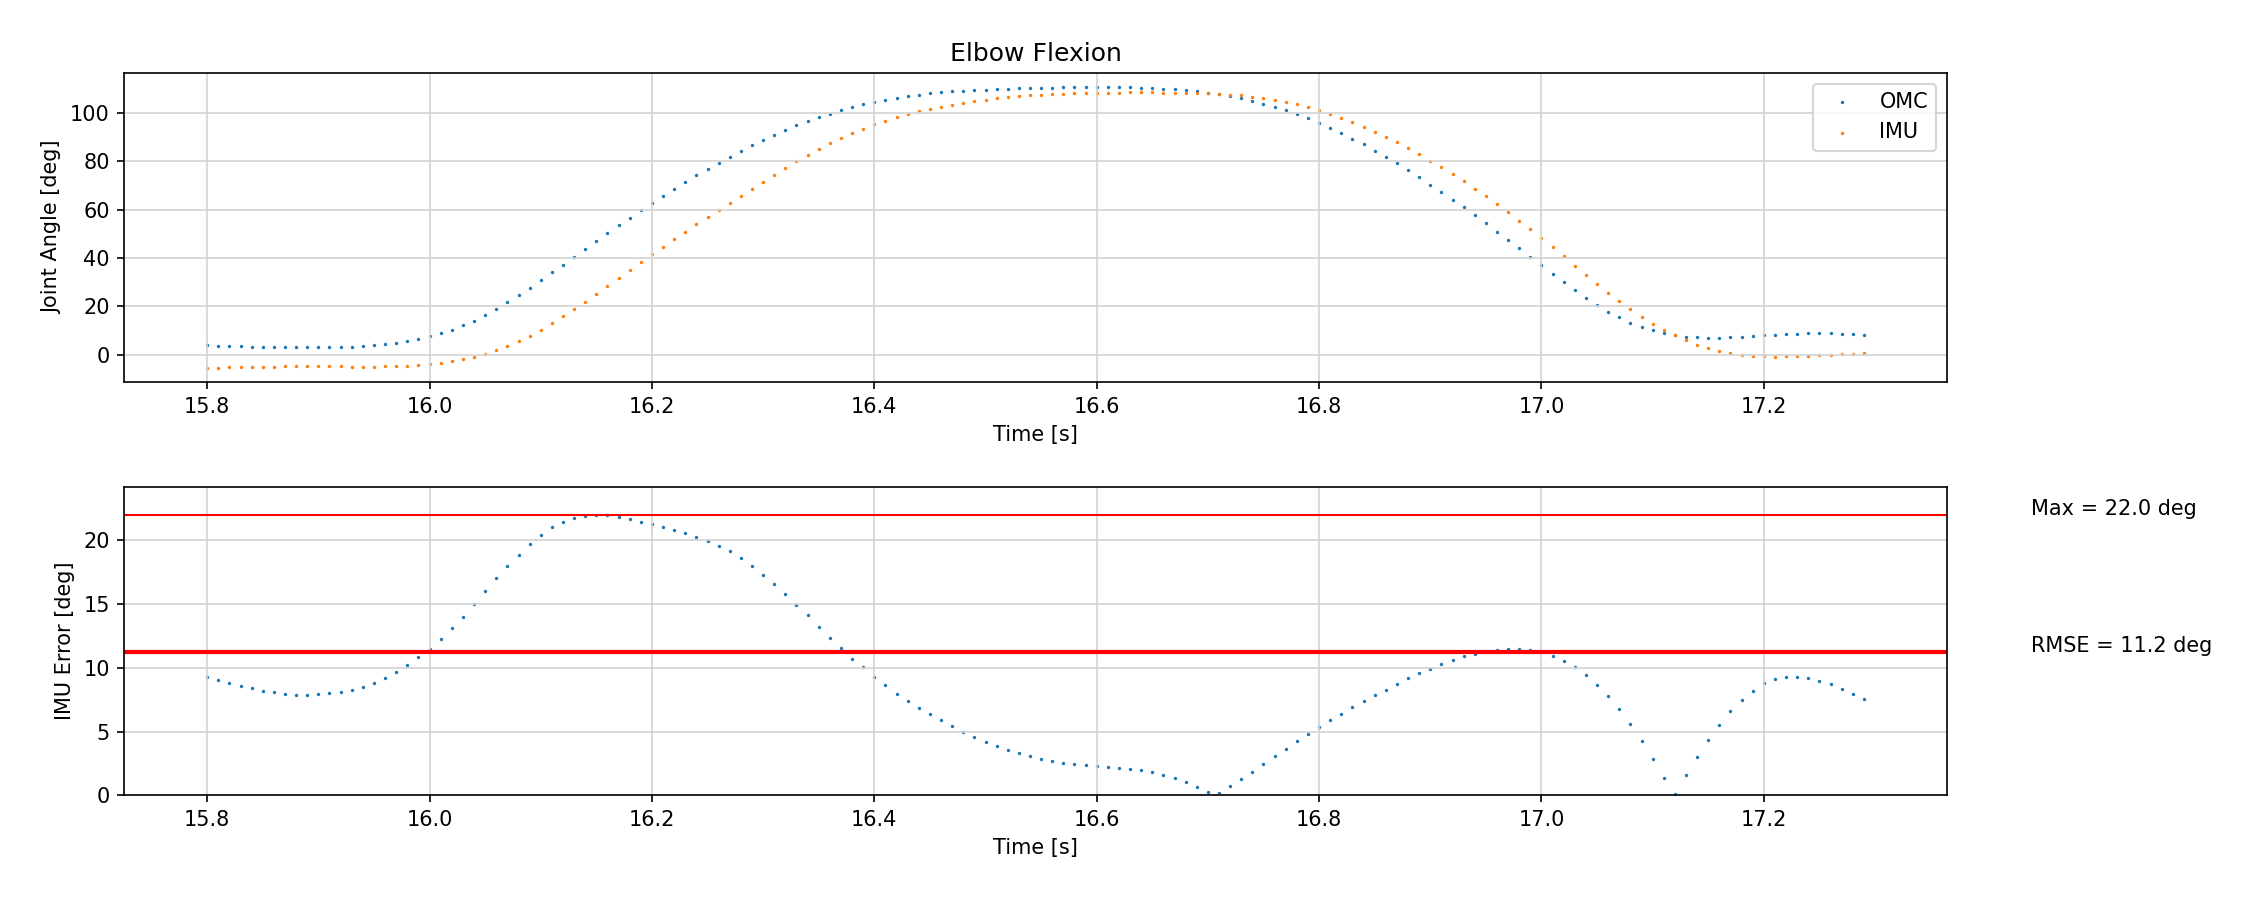 Elbow Flexion
Joint Angle [deg]
100
80
60
40
20
0
OMC
IMU
15.8 16.0 16.2 16.4 16.6 16.8 17.0 17.2
Time [s]
IMU Error [deg]
20
15
10
5
0
Max = 22.0 deg
RMSE = 11.2 deg
15.8 16.0 16.2 16.4 16.6 16.8 17.0 17.2
Time [s]